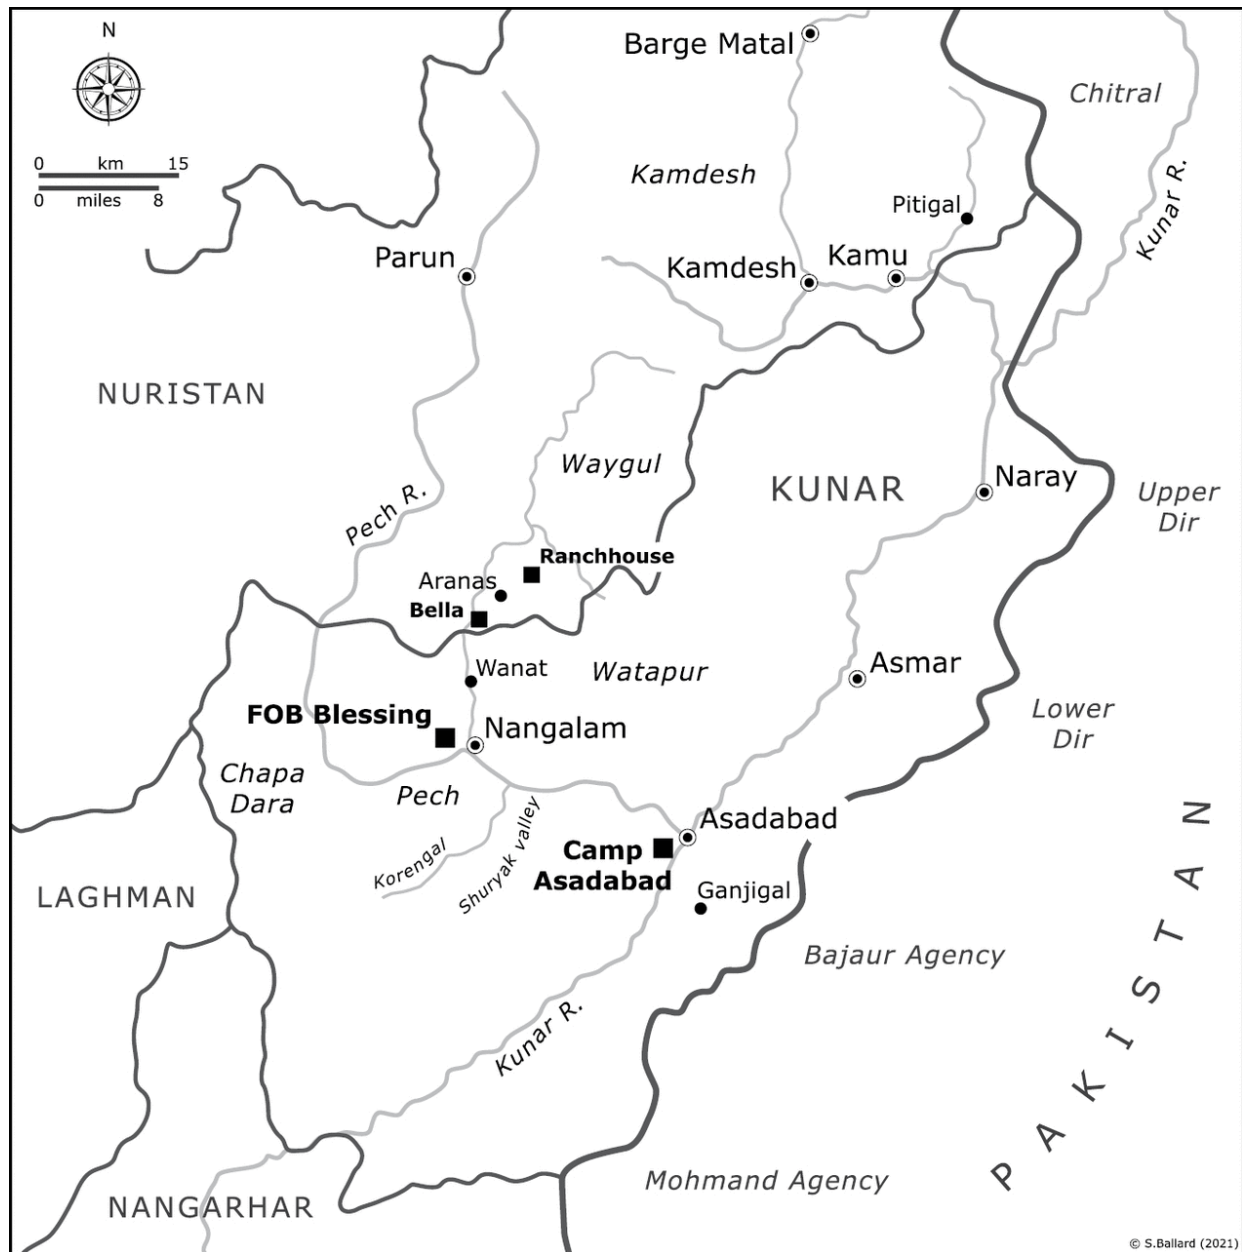 N
Barge Matal
Chitral
0 km 15
0 miles 8
Kamdesh
Kunar R.
Pitigal
Parun
Kamdesh
Kamu
NURISTAN
Waygul
KUNAR
Naray
Upper
Dir
Pech R.
Ranchhouse
Aranas
Bella
Wanat
Watapur
Asmar
FOB Blessing
Nangalam
Lower
Dir
Chapa
Dara
Pech
Korengal
Shuryak valley
Asadabad
Camp
Asadabad
Ganjigal
LAGHMAN
Bajaur Agency
PAKISTAN
Kunar R.
Mohmand Agency
NANGARHAR
© S.Ballard (2021)